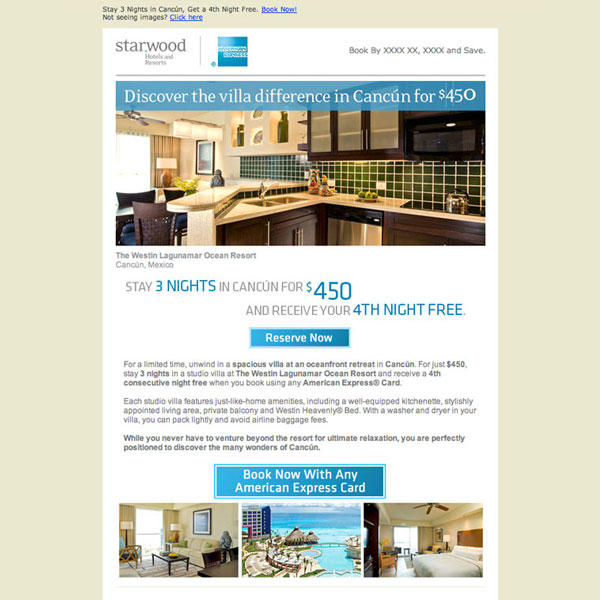 Stay 3 Nights in Cancún, Get a 4th Night Free. Book Now!
Not seeing images? Click here
starwood
Hotels and
Resorts
AMERICAN
EXPRESS
®
Book By XXXX XX, XXXX and Save.
Discover the villa difference in Cancún for $450
The Westin Lagunamar Ocean Resort
Cancún, Mexico
STAY 3 NIGHTS IN CANCÚN FOR $450
AND RECEIVE YOUR 4TH NIGHT FREE.
Reserve Now
For a limited time, unwind in a spacious villa at an oceanfront retreat in Cancún. For just $450,
stay 3 nights in a studio villa at The Westin Lagunamar Ocean Resort and receive a 4th
consecutive night free when you book using any American Express® Card.
Each studio villa features just-like-home amenities, including a well-equipped kitchenette, stylishly
appointed living area, private balcony and Westin Heavenly® Bed. With a washer and dryer in your
villa, you can pack lightly and avoid airline baggage fees.
While you never have to venture beyond the resort for ultimate relaxation, you are perfectly
positioned to discover the many wonders of Cancún.
Book Now With Any
American Express Card